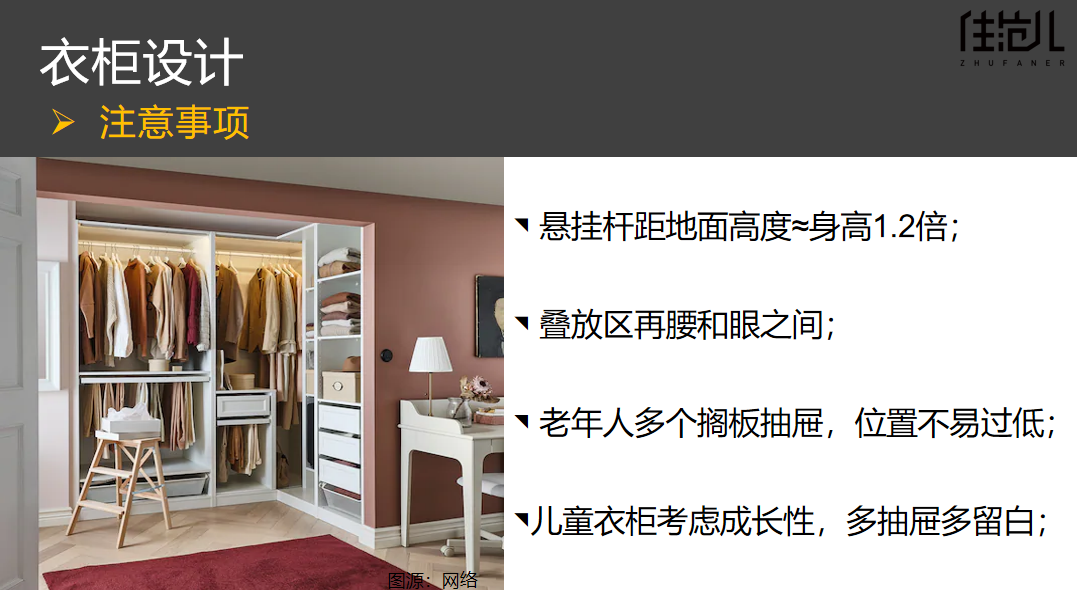 住范儿
ZHUFANER
衣柜设计
注意事项
悬挂杆距地面高度≈身高1.2倍；
叠放区再腰和眼之间；
老年人多个搁板抽屉，位置不易过低；
儿童衣柜考虑成长性，多抽屉多留白；
图源：网络